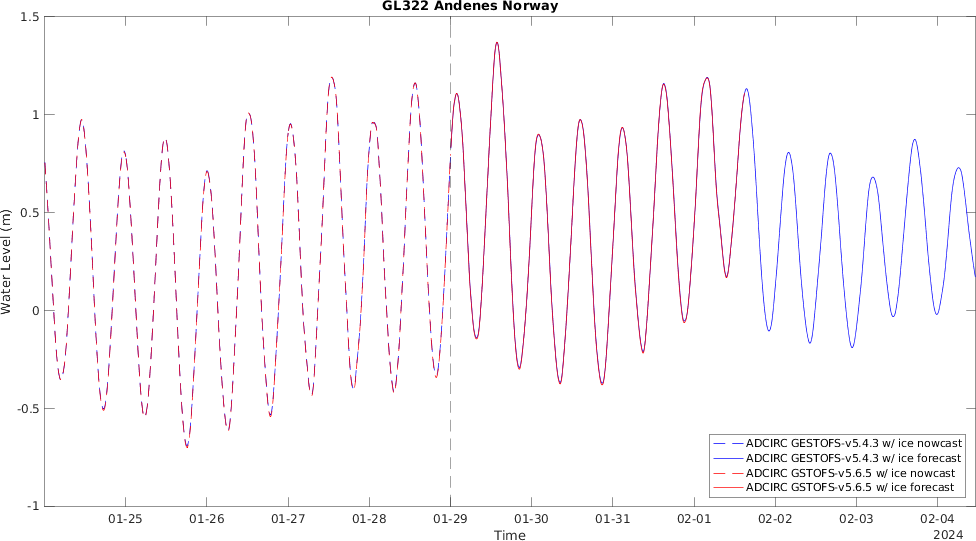 GL322 Andenes Norway
1.5
1
0.5
0
-0.5
-1
Water Level (m)
01-25 01-26 01-27 01-28 01-29 01-30 01-31 02-01 02-02 02-03 02-04
Time
2024
ADCIRC GESTOFS-v5.4.3 w/ ice nowcast
ADCIRC GESTOFS-v5.4.3 w/ ice forecast
ADCIRC GSTOFS-v5.6.5 w/ ice nowcast
ADCIRC GSTOFS-v5.6.5 w/ ice forecast